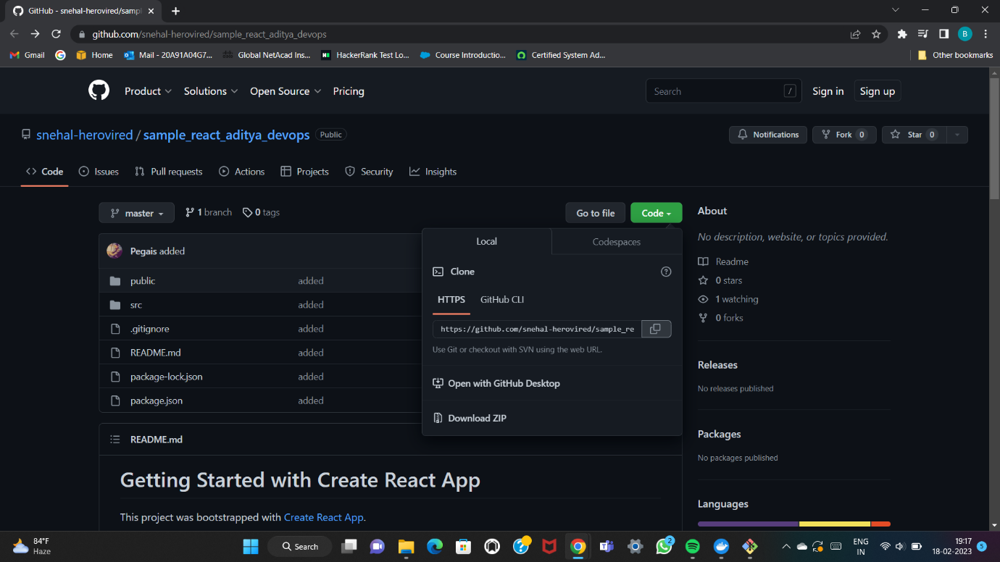 GitHub - snehal-herovired/sampl
github.com/snehal-herovired/sample_react_aditya_devops
B
Gmail
Home
Mail - 20A91A04G7...
Global NetAcad Ins...
HackerRank Test Lo...
Course Introductio...
Certified System Ad...
Other bookmarks
Product
Solutions
Open Source
Pricing
Search /
Sign in
Sign up
snehal-herovired / sample_react_aditya_devops Public
Notifications
Fork 0
Star 0
Code
Issues
Pull requests
Actions
Projects
Security
Insights
master
1 branch
0 tags
Go to file
Code
Pegais added
public added
src added
.gitignore added
README.md added
package-lock.json added
package.json added
Local
Codespaces
Clone
HTTPS
GitHub CLI
https://github.com/snehal-herovired/sample_re
Use Git or checkout with SVN using the web URL.
Open with GitHub Desktop
Download ZIP
About
No description, website, or topics provided.
Readme
0 stars
1 watching
0 forks
Releases
No releases published
Packages
No packages published
Languages
README.md
Getting Started with Create React App
This project was bootstrapped with Create React App.
84°F
Haze
Search
2
ENG
IN
19:17
18-02-2023
5